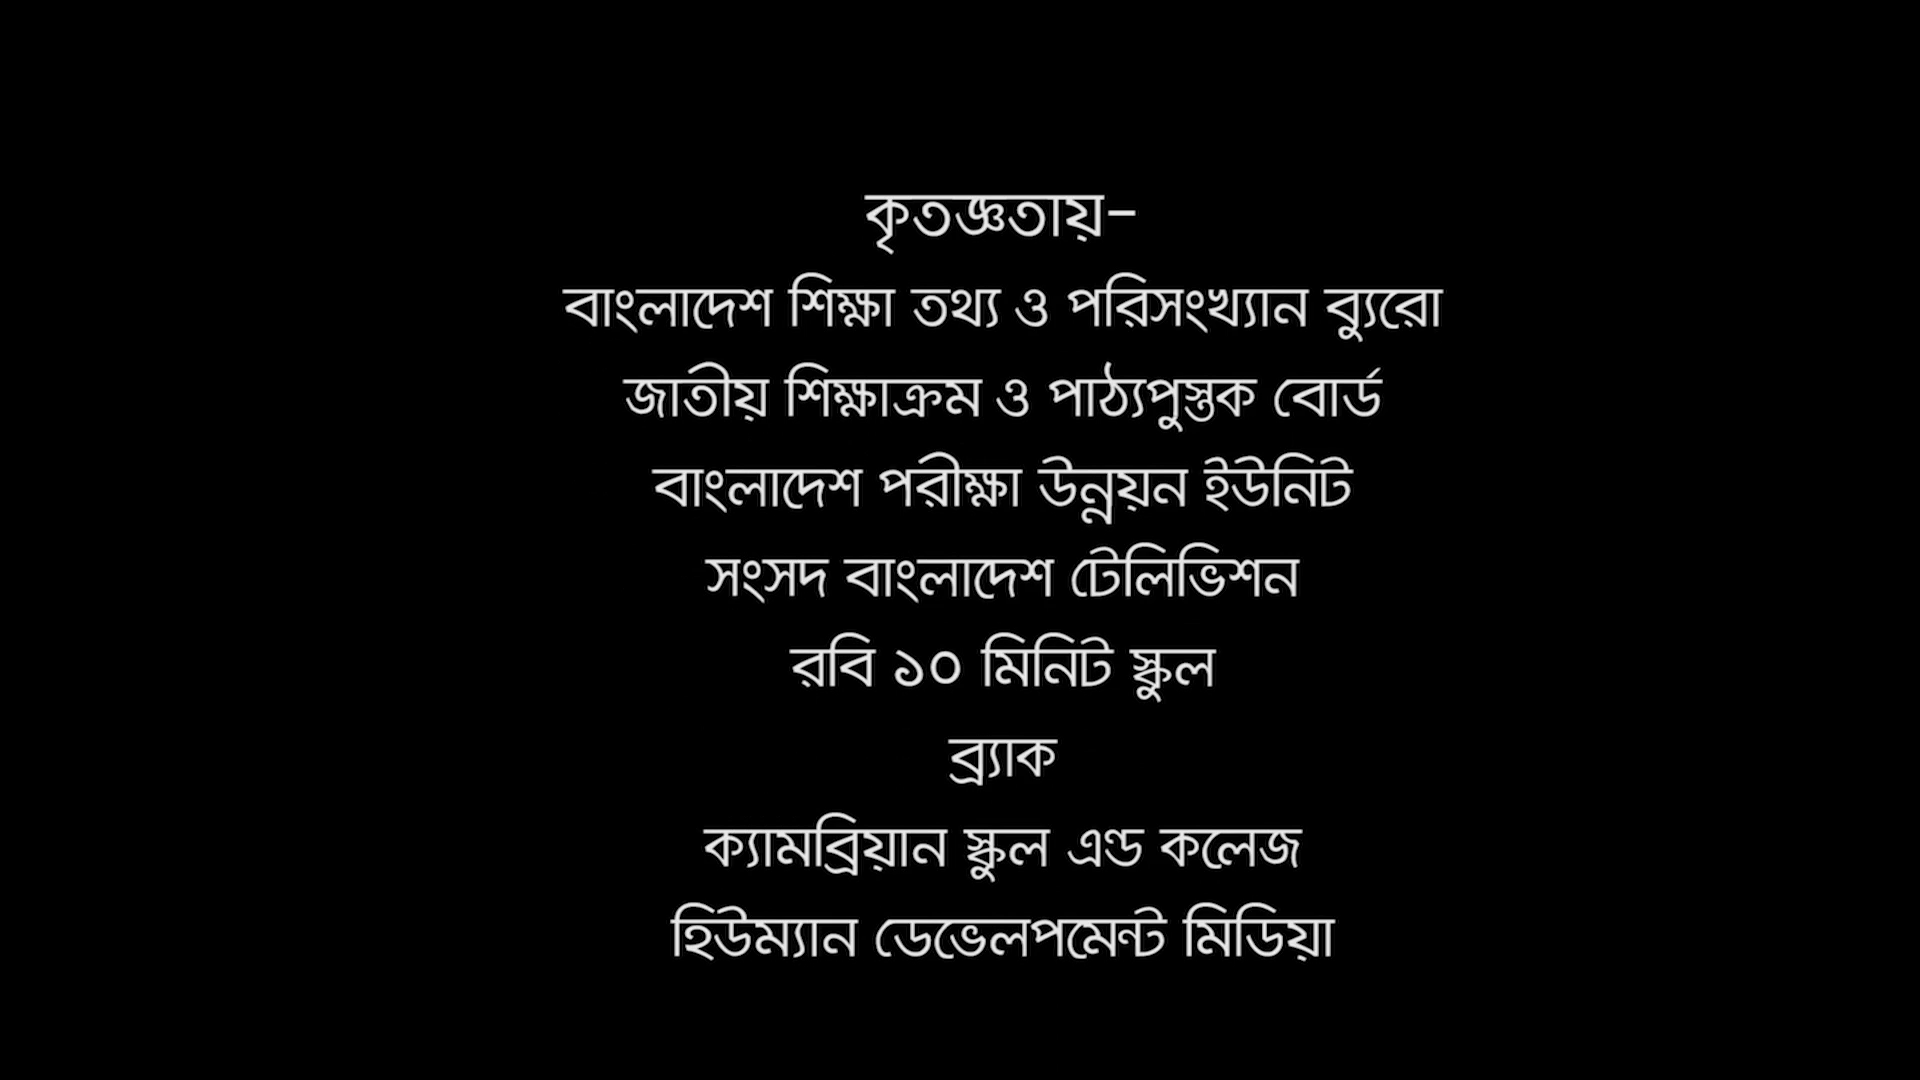 কৃতজ্ঞতায়-
বাংলাদেশ শিক্ষা তথ্য ও পরিসংখ্যান ব্যুরো
জাতীয় শিক্ষাক্রম ও পাঠ্যপুস্তক বোর্ড
বাংলাদেশ পরীক্ষা উন্নয়ন ইউনিট
সংসদ বাংলাদেশ টেলিভিশন
রবি ১০ মিনিট স্কুল
ব্র্যাক
ক্যামব্রিয়ান স্কুল এণ্ড কলেজ
হিউম্যান ডেভেলপমেন্ট মিডিয়া